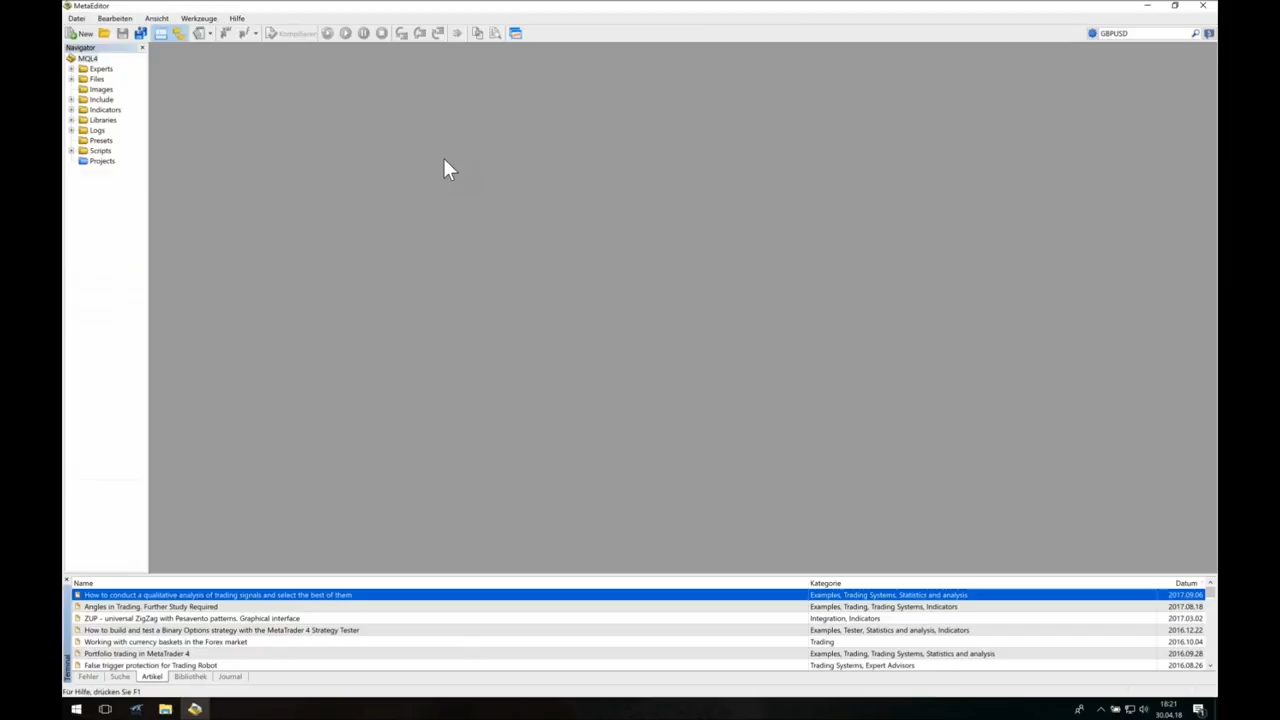 MetaEditor
Datei Bearbeiten Ansicht Werkzeuge Hilfe
New Kompilieren GBPUSD
Navigator
MQL4
Experts
Files
Images
Include
Indicators
Libraries
Logs
Presets
Scripts
Projects
Name Kategorie Datum
How to conduct a qualitative analysis of trading signals and select the best of them Examples, Trading Systems, Statistics and analysis 2017.09.06
Angles in Trading. Further Study Required Examples, Trading, Trading Systems, Indicators 2017.08.18
ZUP - universal ZigZag with Pesavento patterns. Graphical interface Integration, Indicators 2017.03.02
How to build and test a Binary Options strategy with the MetaTrader 4 Strategy Tester Examples, Tester, Statistics and analysis, Indicators 2016.12.22
Working with currency baskets in the Forex market Trading 2016.10.04
Portfolio trading in MetaTrader 4 Examples, Trading, Trading Systems, Statistics and analysis 2016.09.28
False trigger protection for Trading Robot Trading Systems, Expert Advisors 2016.08.26
Terminal
Fehler Suche Artikel Bibliothek Journal
Für Hilfe, drücken Sie F1
18:21
30.04.18